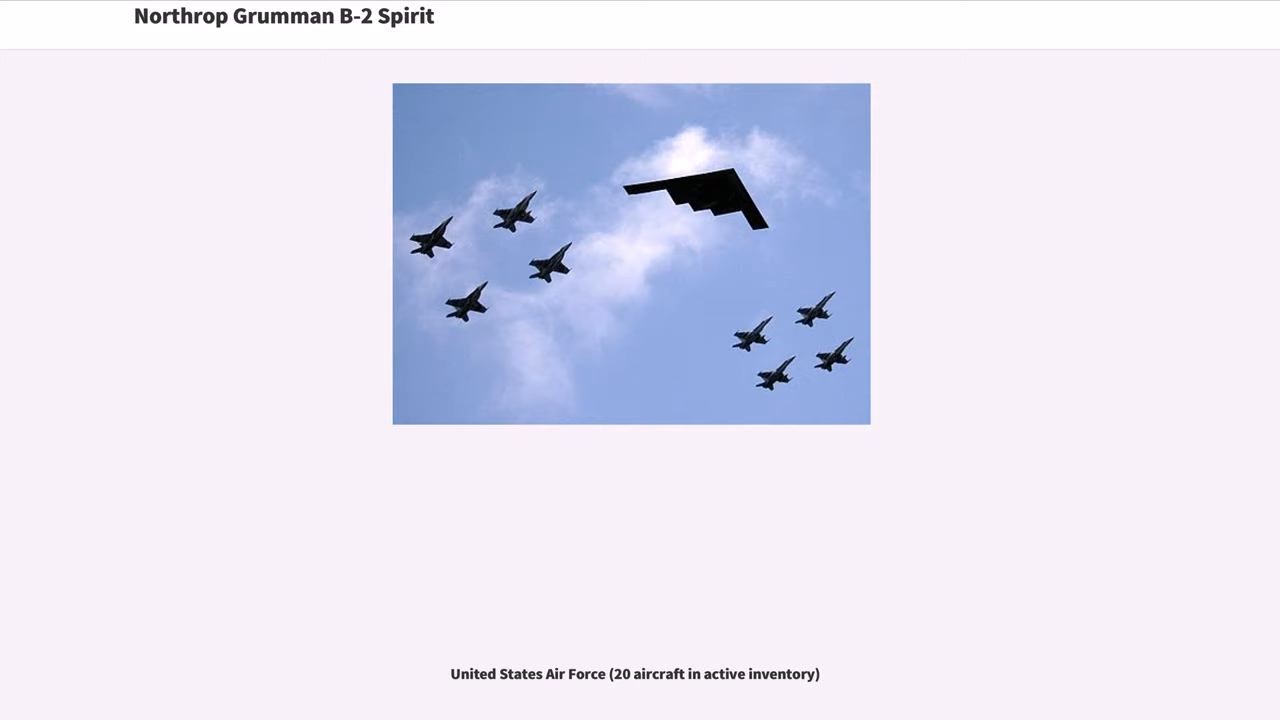 Northrop Grumman B-2 Spirit
United States Air Force (20 aircraft in active inventory)